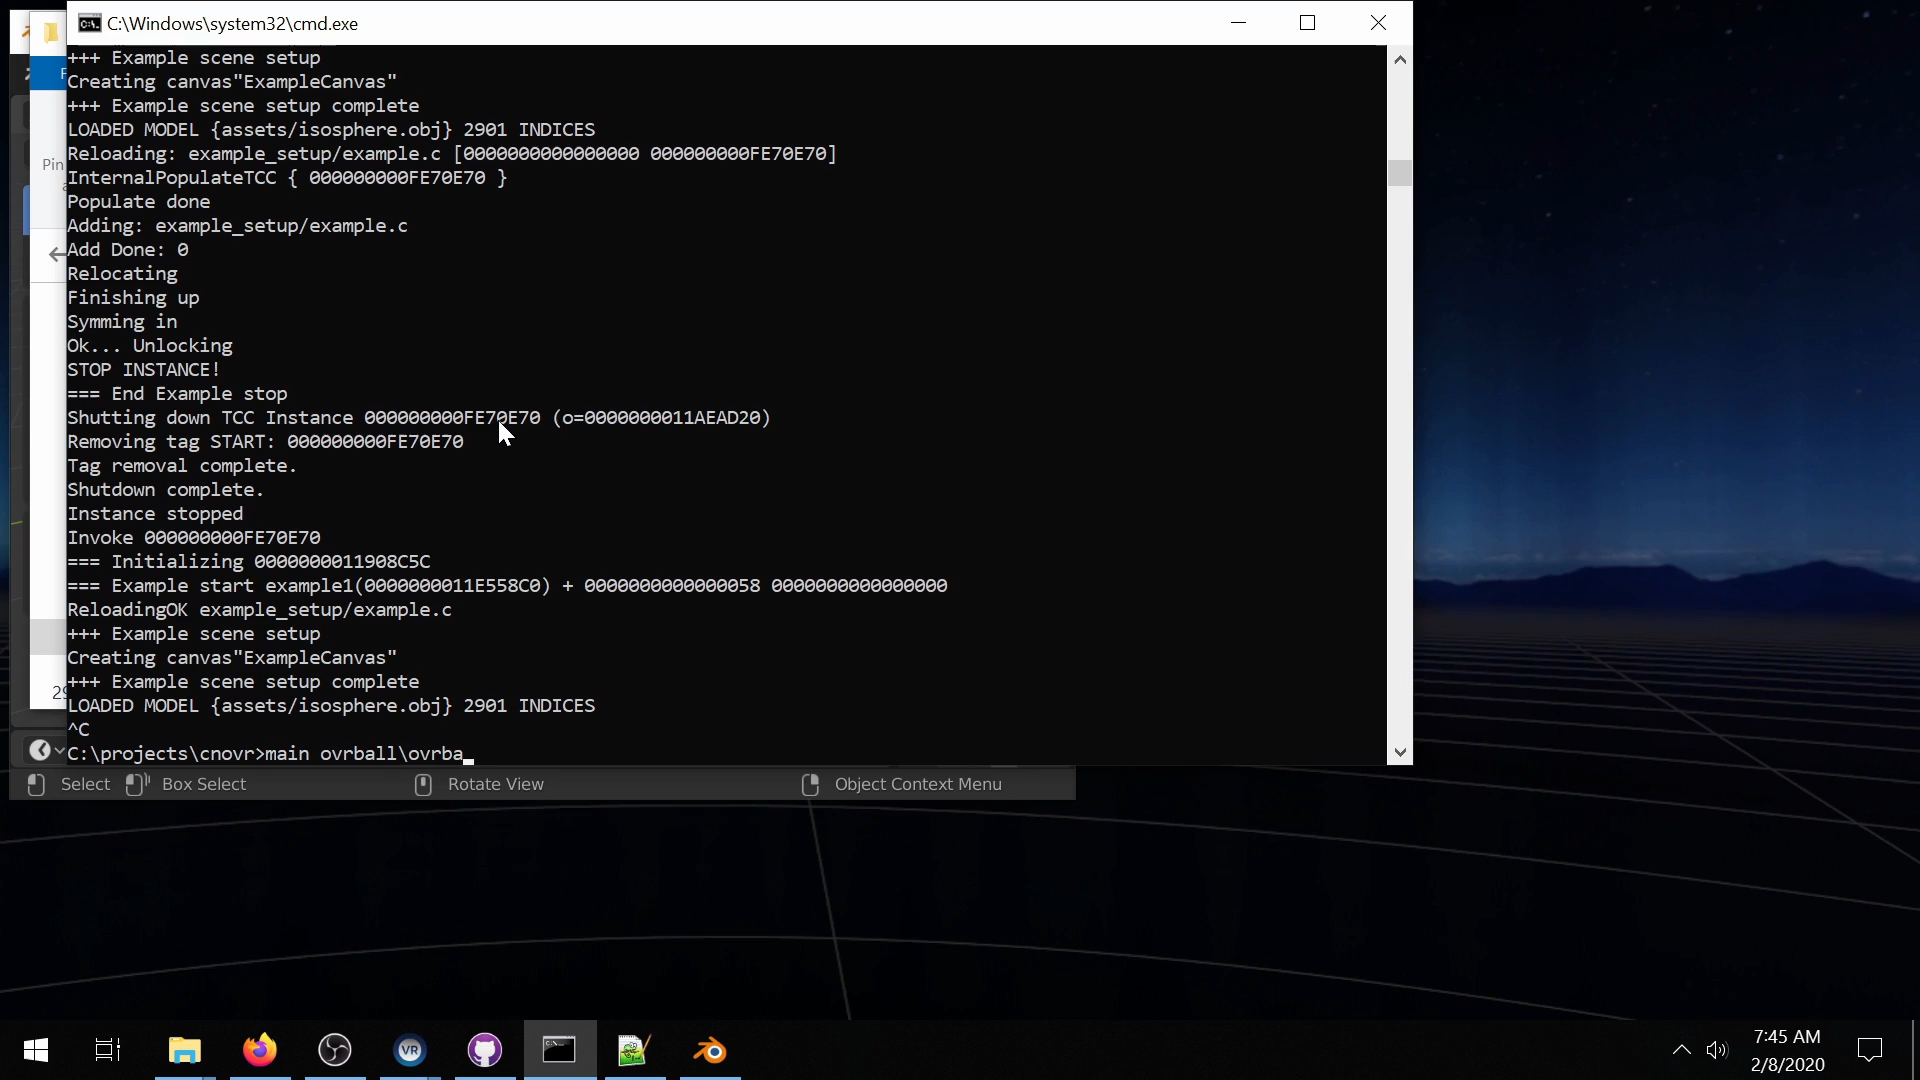 C:\Windows\system32\cmd.exe
+++ Example scene setup
Creating canvas"ExampleCanvas"
+++ Example scene setup complete
LOADED MODEL {assets/isosphere.obj} 2901 INDICES
Reloading: example_setup/example.c [0000000000000000 000000000FE70E70]
Pin
InternalPopulateTCC { 000000000FE70E70 }
Populate done
Adding: example_setup/example.c
Add Done: 0
Relocating
Finishing up
Symming in
Ok... Unlocking
STOP INSTANCE!
=== End Example stop
Shutting down TCC Instance 000000000FE70E70 (o=0000000011AEAD20)
Removing tag START: 000000000FE70E70
Tag removal complete.
Shutdown complete.
Instance stopped
Invoke 000000000FE70E70
=== Initializing 0000000011908C5C
=== Example start example1(0000000011E558C0) + 0000000000000058 0000000000000000
ReloadingOK example_setup/example.c
+++ Example scene setup
Creating canvas"ExampleCanvas"
+++ Example scene setup complete
LOADED MODEL {assets/isosphere.obj} 2901 INDICES
^C
C:\projects\cnovr>main ovrball\ovrba_
Select Box Select Rotate View Object Context Menu
VR
7:45 AM
2/8/2020